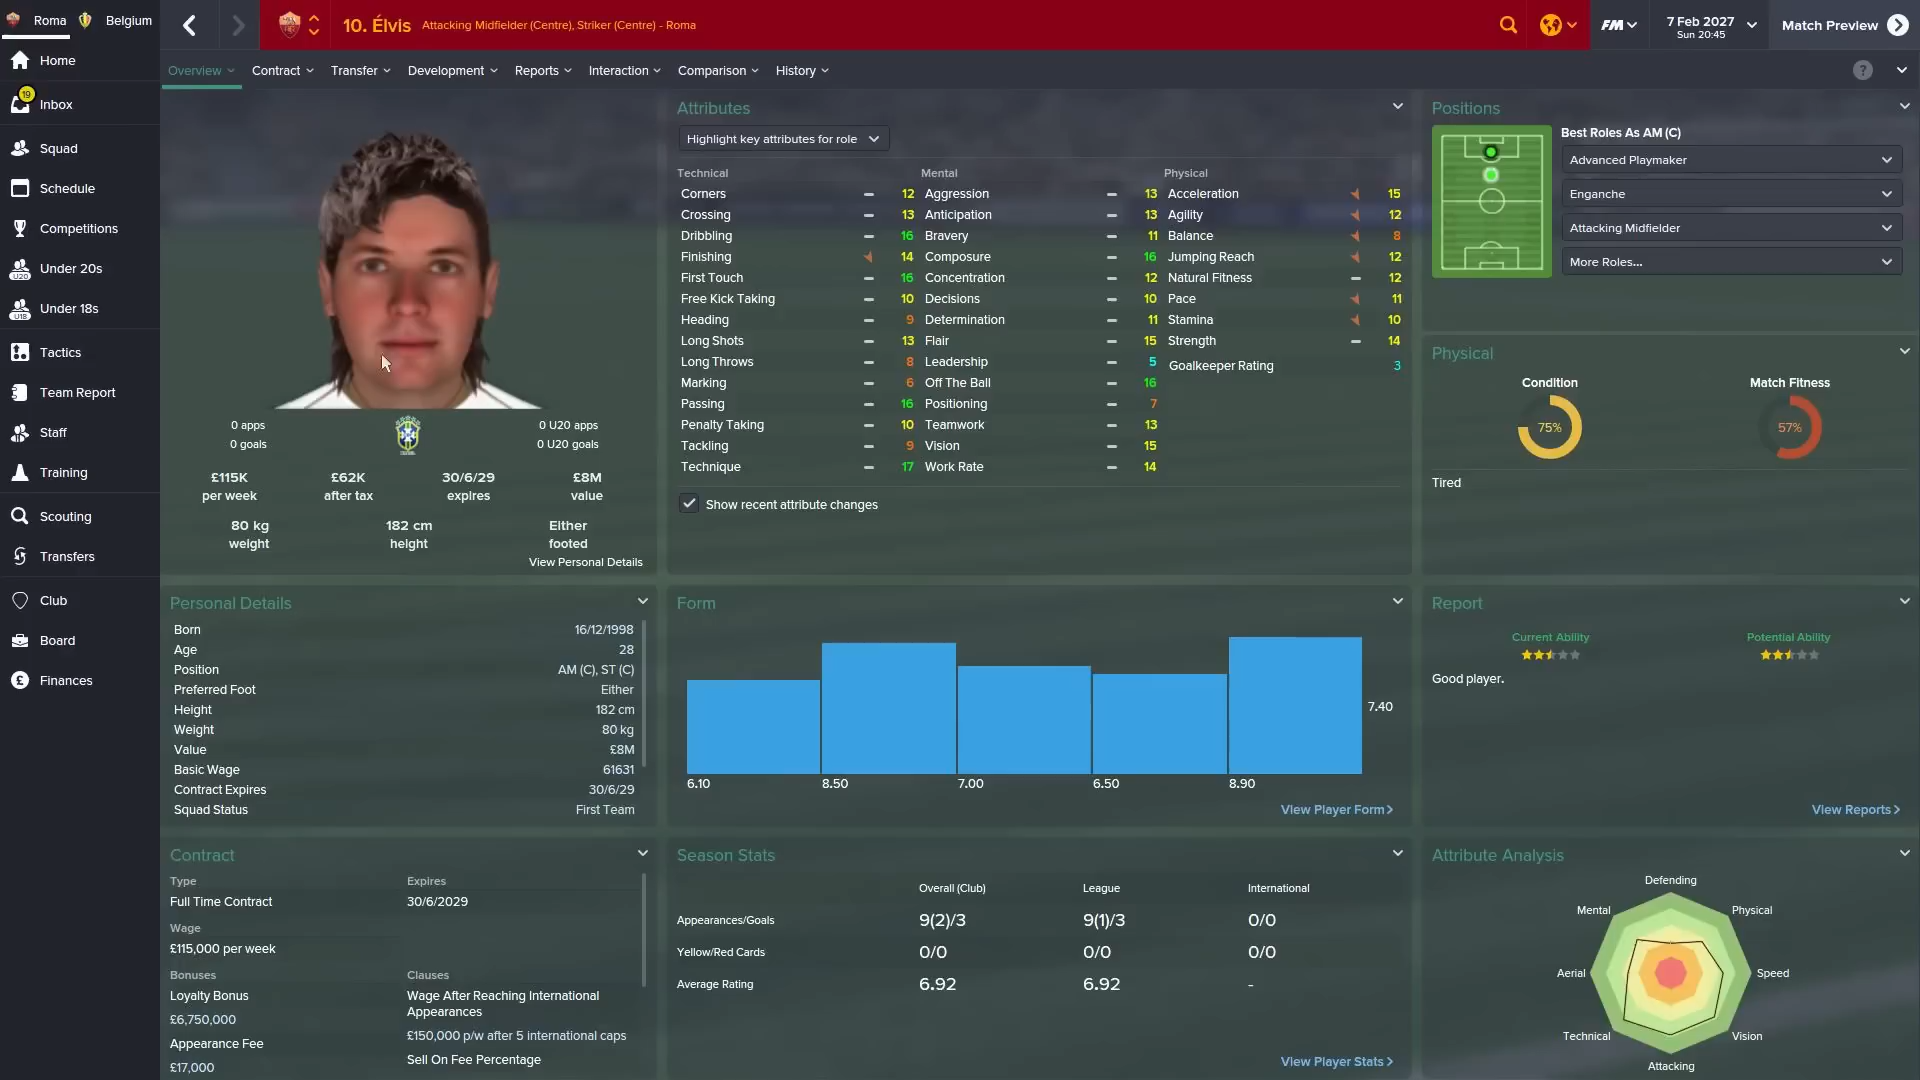 Roma
Belgium
10. Élvis
Attacking Midfielder (Centre), Striker (Centre) - Roma
FM
7 Feb 2027
Sun 20:45
Match Preview
Home
19
Inbox
Squad
Schedule
Competitions
U20
Under 20s
U18
Under 18s
Tactics
Team Report
Staff
Training
Scouting
Transfers
Club
Board
£
Finances
Overview
Contract
Transfer
Development
Reports
Interaction
Comparison
History
?
0 apps
0 U20 apps
0 goals
0 U20 goals
£115K
£62K
30/6/29
£8M
per week
after tax
expires
value
80 kg
182 cm
Either
weight
height
footed
View Personal Details
Attributes
Highlight key attributes for role
Technical
Mental
Physical
Corners 12 Aggression 13 Acceleration 15
Crossing 13 Anticipation 13 Agility 12
Dribbling 16 Bravery 11 Balance 8
Finishing 14 Composure 16 Jumping Reach 12
First Touch 16 Concentration 12 Natural Fitness 12
Free Kick Taking 10 Decisions 10 Pace 11
Heading 9 Determination 11 Stamina 10
Long Shots 13 Flair 15 Strength 14
Long Throws 8 Leadership 5 Goalkeeper Rating 3
Marking 6 Off The Ball 16
Passing 16 Positioning 7
Penalty Taking 10 Teamwork 13
Tackling 9 Vision 15
Technique 17 Work Rate 14
Show recent attribute changes
Positions
Best Roles As AM (C)
Advanced Playmaker
Enganche
Attacking Midfielder
More Roles...
Physical
Condition
Match Fitness
75%
57%
Tired
Personal Details
Born 16/12/1998
Age 28
Position AM (C), ST (C)
Preferred Foot Either
Height 182 cm
Weight 80 kg
Value £8M
Basic Wage 61631
Contract Expires 30/6/29
Squad Status First Team
Form
7.40
6.10 8.50 7.00 6.50 8.90
View Player Form
Report
Current Ability
Potential Ability
Good player.
View Reports
Contract
Type
Expires
Full Time Contract
30/6/2029
Wage
£115,000 per week
Bonuses
Clauses
Loyalty Bonus
Wage After Reaching International
Appearances
£6,750,000
£150,000 p/w after 5 international caps
Appearance Fee
Sell On Fee Percentage
£17,000
Season Stats
Overall (Club)
League
International
Appearances/Goals 9(2)/3 9(1)/3 0/0
Yellow/Red Cards 0/0 0/0 0/0
Average Rating 6.92 6.92 -
View Player Stats
Attribute Analysis
Defending
Mental
Physical
Aerial
Speed
Technical
Vision
Attacking